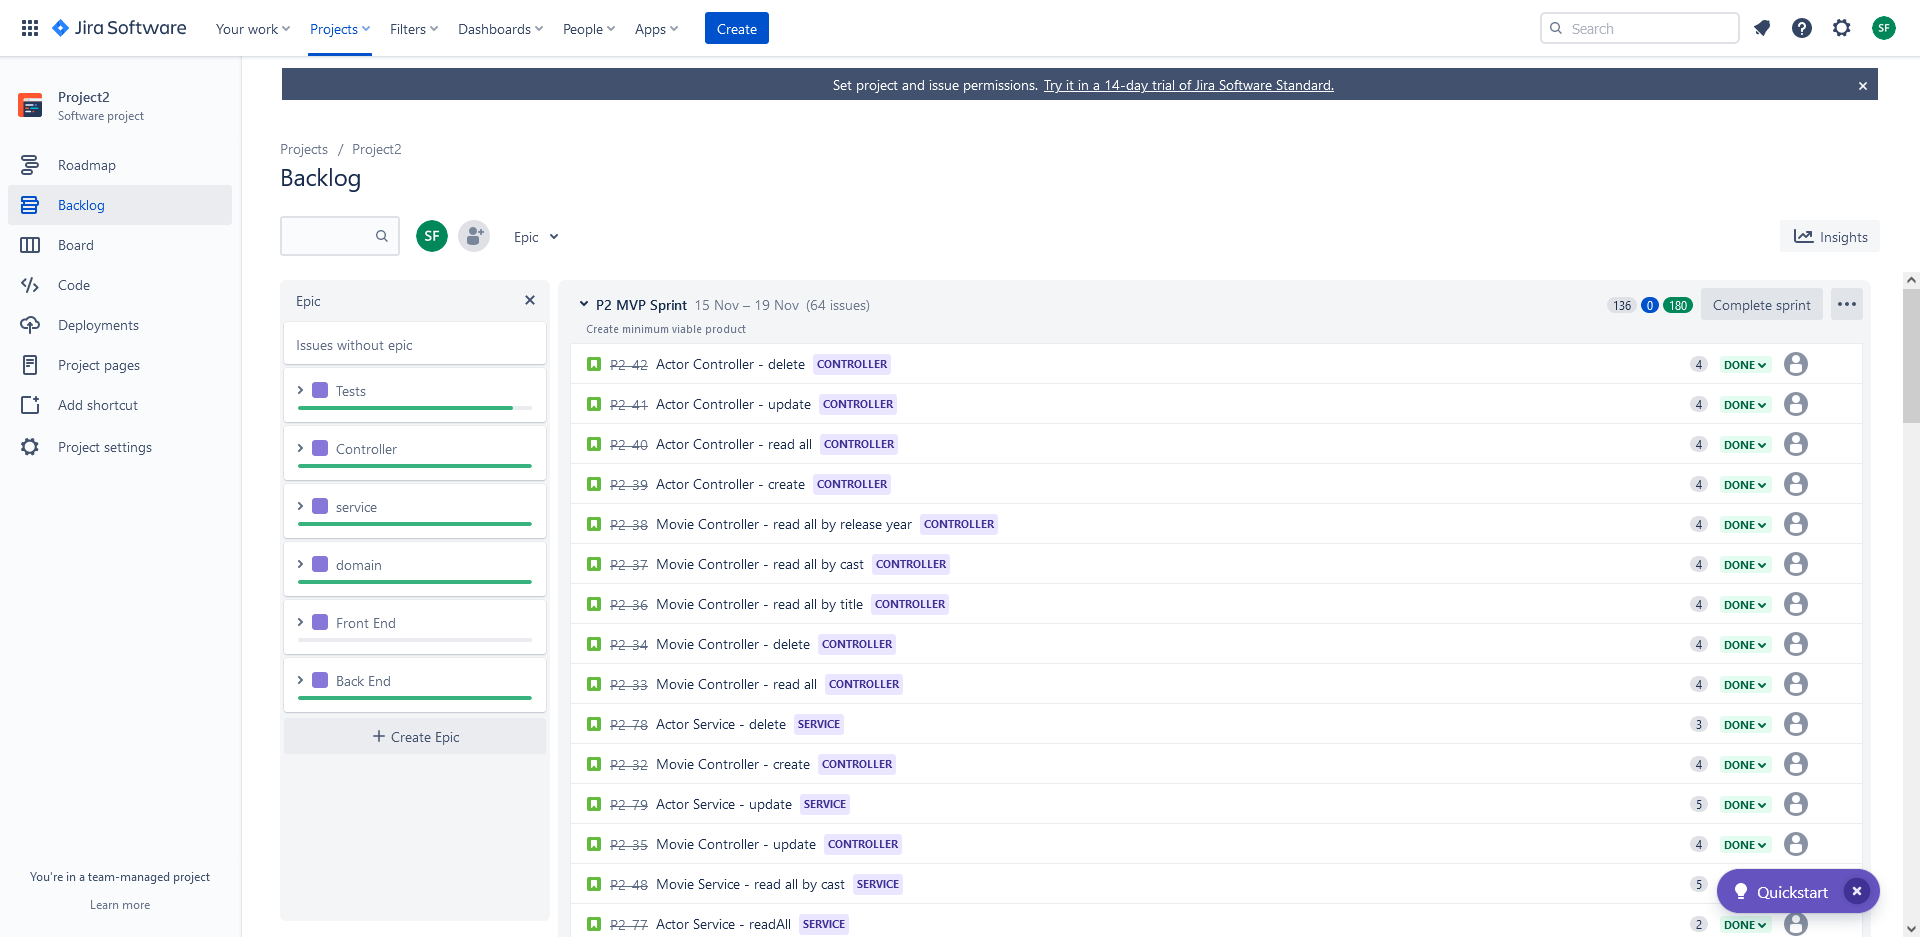 Jira Software Your work Projects Filters Dashboards People Apps Create Search SF
Set project and issue permissions. Try it in a 14-day trial of Jira Software Standard.
Project2
Software project
Roadmap
Backlog
Board
Code
Deployments
Project pages
Add shortcut
Project settings
You're in a team-managed project
Learn more
Projects / Project2
Backlog
SF Epic Insights
Epic
Issues without epic
Tests
Controller
service
domain
Front End
Back End
+ Create Epic
P2 MVP Sprint 15 Nov – 19 Nov (64 issues) 136 0 180 Complete sprint
Create minimum viable product
P2-42 Actor Controller - delete CONTROLLER 4 DONE
P2-41 Actor Controller - update CONTROLLER 4 DONE
P2-40 Actor Controller - read all CONTROLLER 4 DONE
P2-39 Actor Controller - create CONTROLLER 4 DONE
P2-38 Movie Controller - read all by release year CONTROLLER 4 DONE
P2-37 Movie Controller - read all by cast CONTROLLER 4 DONE
P2-36 Movie Controller - read all by title CONTROLLER 4 DONE
P2-34 Movie Controller - delete CONTROLLER 4 DONE
P2-33 Movie Controller - read all CONTROLLER 4 DONE
P2-78 Actor Service - delete SERVICE 3 DONE
P2-32 Movie Controller - create CONTROLLER 4 DONE
P2-79 Actor Service - update SERVICE 5 DONE
P2-35 Movie Controller - update CONTROLLER 4 DONE
P2-48 Movie Service - read all by cast SERVICE 5
P2-77 Actor Service - readAll SERVICE 2 DONE
Quickstart